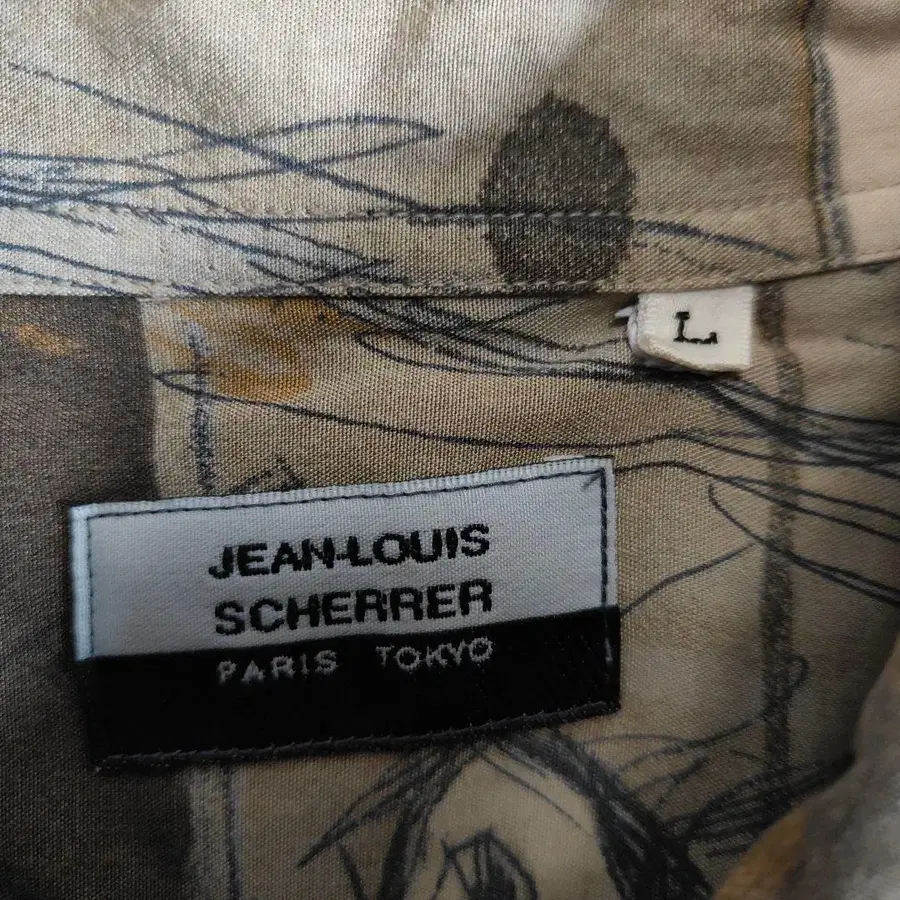 L
JEAN-LOUIS
SCHERRER
PARIS TOKYO